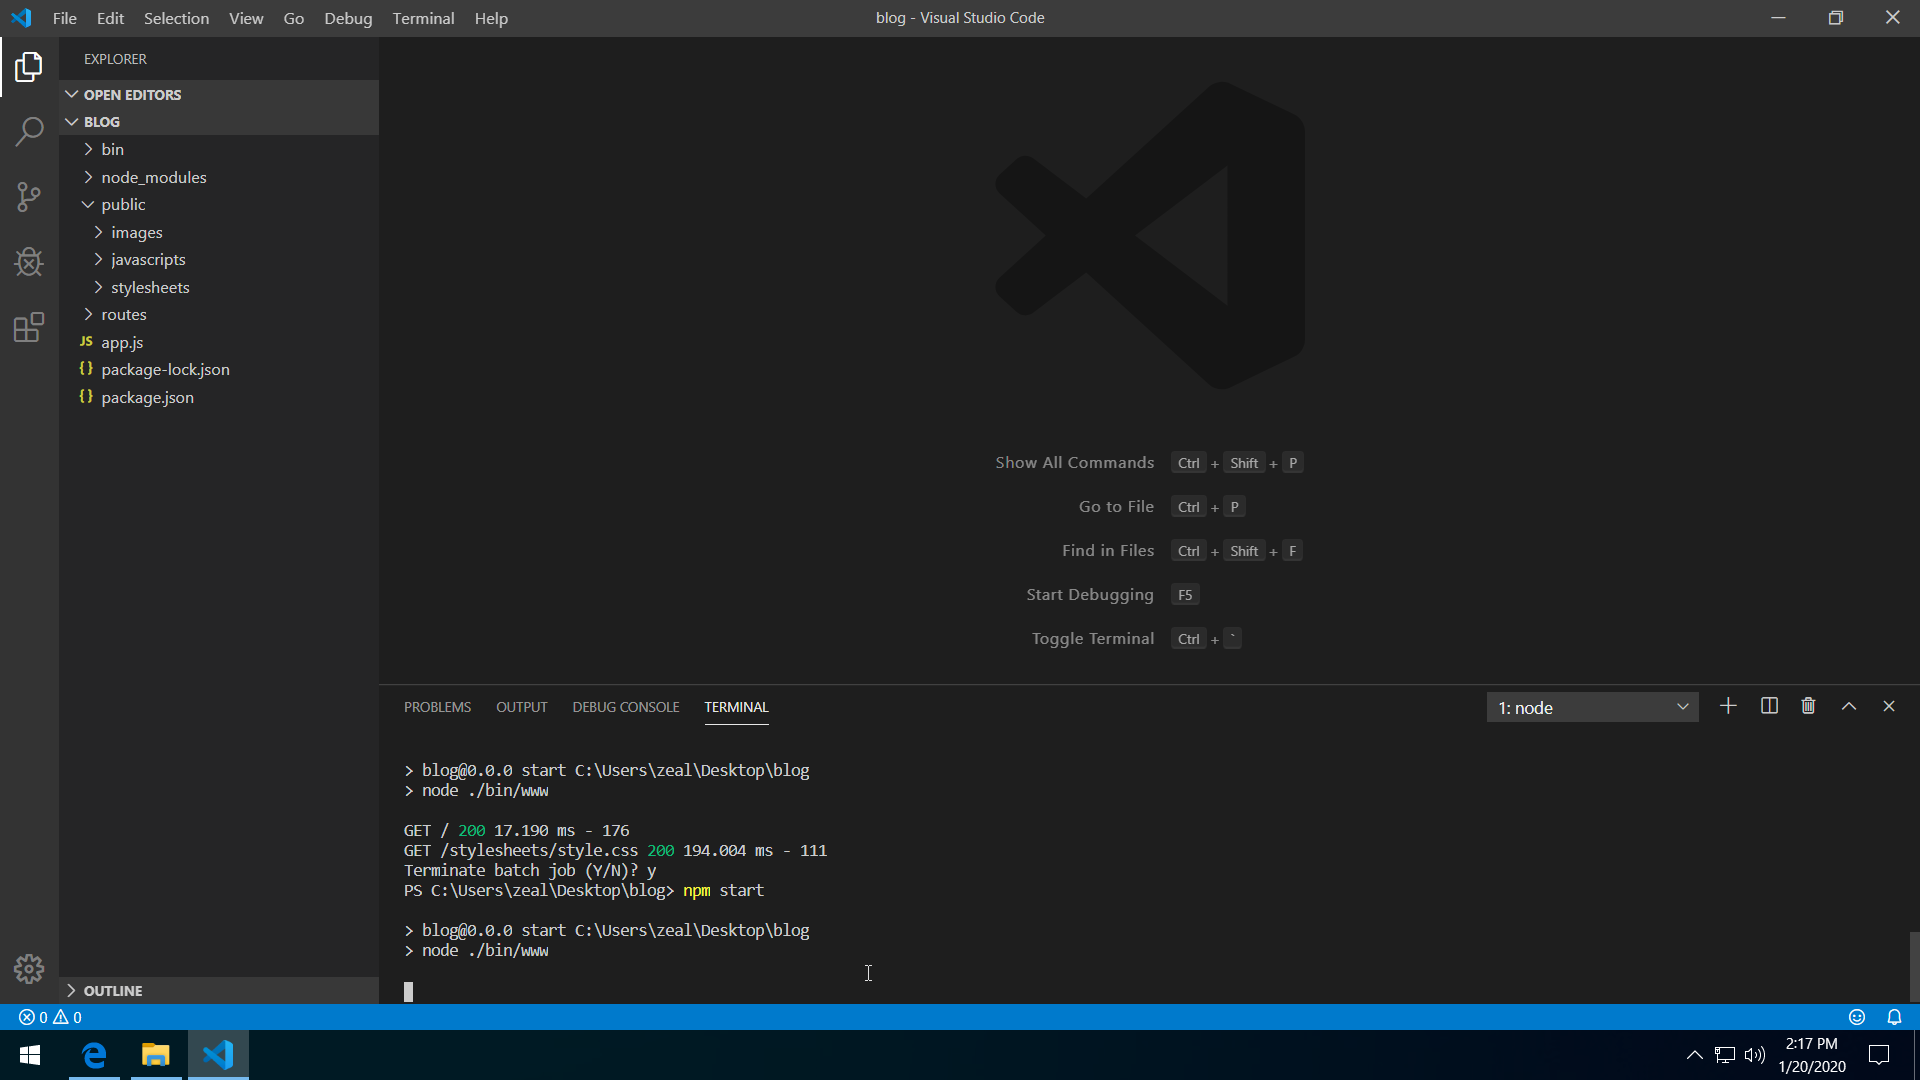 File Edit Selection View Go Debug Terminal Help
blog - Visual Studio Code
EXPLORER
OPEN EDITORS
BLOG
bin
node_modules
public
images
javascripts
stylesheets
routes
JS app.js
{} package-lock.json
{} package.json
OUTLINE
Show All Commands Ctrl + Shift + P
Go to File Ctrl + P
Find in Files Ctrl + Shift + F
Start Debugging F5
Toggle Terminal Ctrl + `
PROBLEMS OUTPUT DEBUG CONSOLE TERMINAL
1: node
> blog@0.0.0 start C:\Users\zeal\Desktop\blog
> node ./bin/www
GET / 200 17.190 ms - 176
GET /stylesheets/style.css 200 194.004 ms - 111
Terminate batch job (Y/N)? y
PS C:\Users\zeal\Desktop\blog> npm start
> blog@0.0.0 start C:\Users\zeal\Desktop\blog
> node ./bin/www
0 0
2:17 PM
1/20/2020